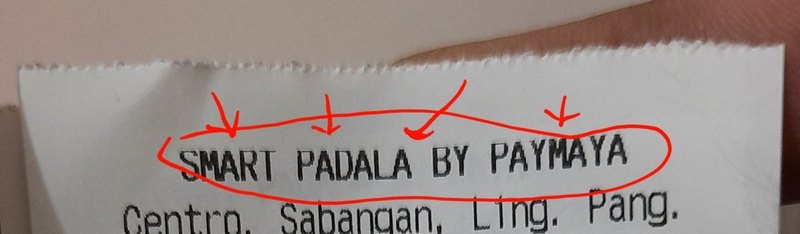 SMART PADALA BY PAYMAYA
Centro, Sabangan, Ling. Pang.